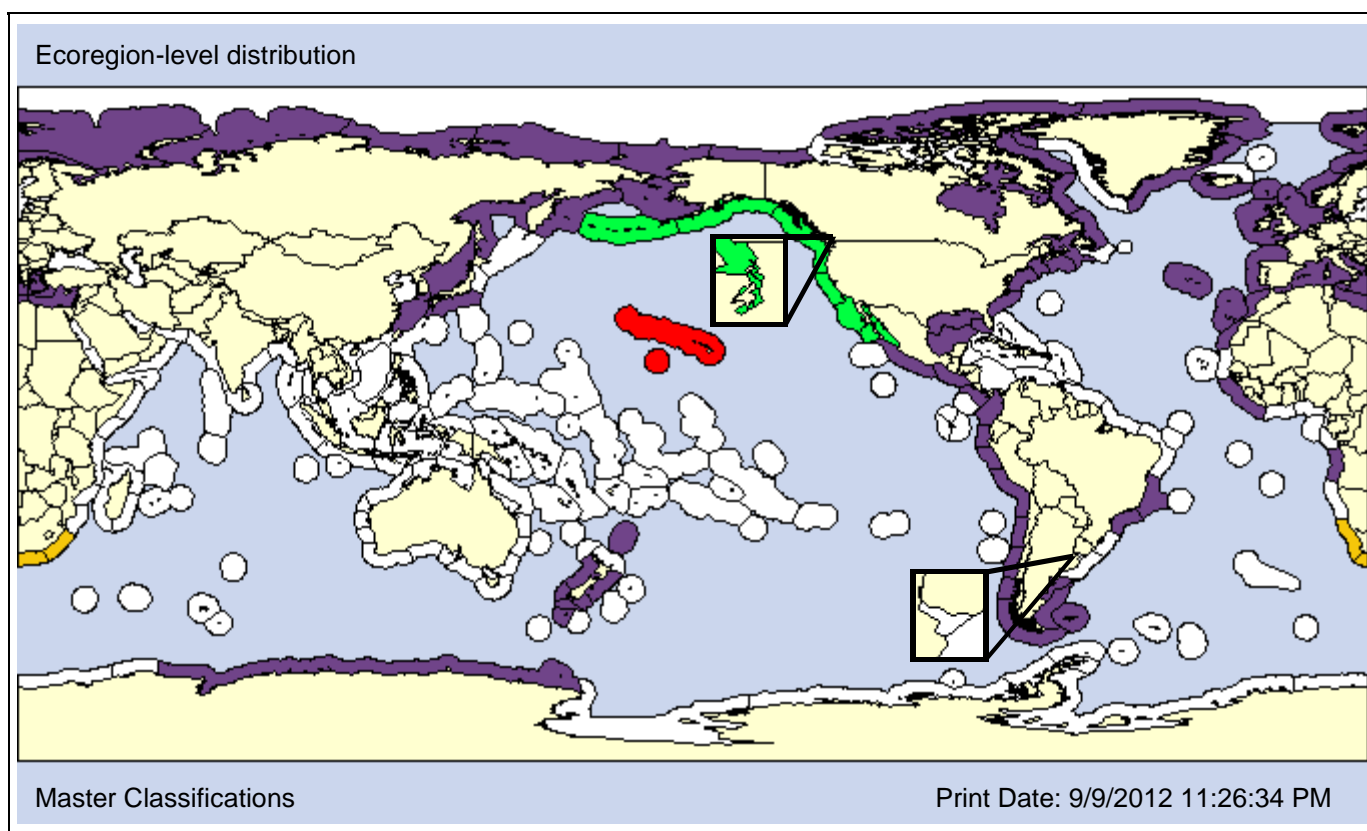 Ecoregion-level distribution
Master Classifications
Print Date: 9/9/2012 11:26:34 PM